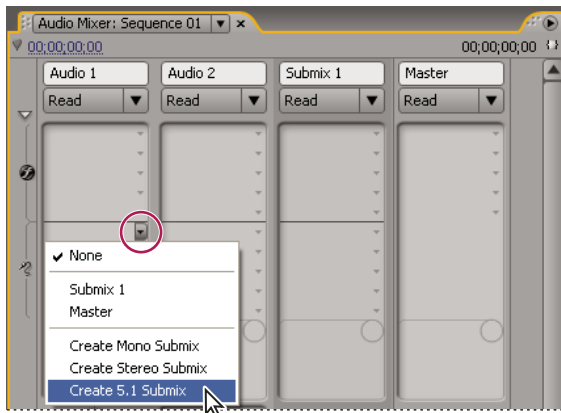 Audio Mixer: Sequence 01
00;00;00;00
00;00;00;00
Audio 1
Audio 2
Submix 1
Master
Read
Read
Read
Read
None
Submix 1
Master
Create Mono Submix
Create Stereo Submix
Create 5.1 Submix